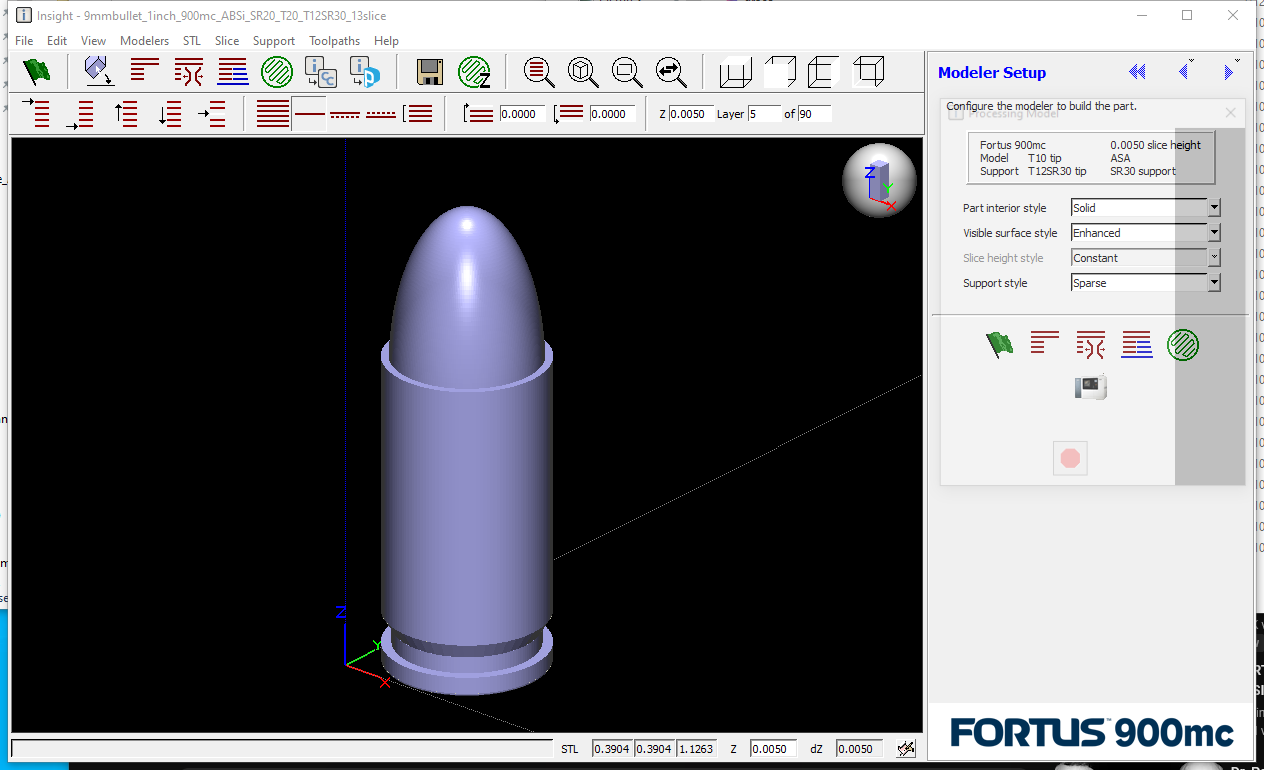 Insight - 9mmbullet_1inch_900mc_ABSi_SR20_T20_T12SR30_13slice
File Edit View Modelers STL Slice Support Toolpaths Help
0.0000 0.0000 Z 0.0050 Layer 5 of 90
Modeler Setup
Configure the modeler to build the part.
Processing Model
Fortus 900mc 0.0050 slice height
Model T10 tip ASA
Support T12SR30 tip SR30 support
Part interior style Solid
Visible surface style Enhanced
Slice height style Constant
Support style Sparse
Z
Y
X
Z
Y
X
STL 0.3904 0.3904 1.1263 Z 0.0050 dZ 0.0050
FORTUS™ 900mc